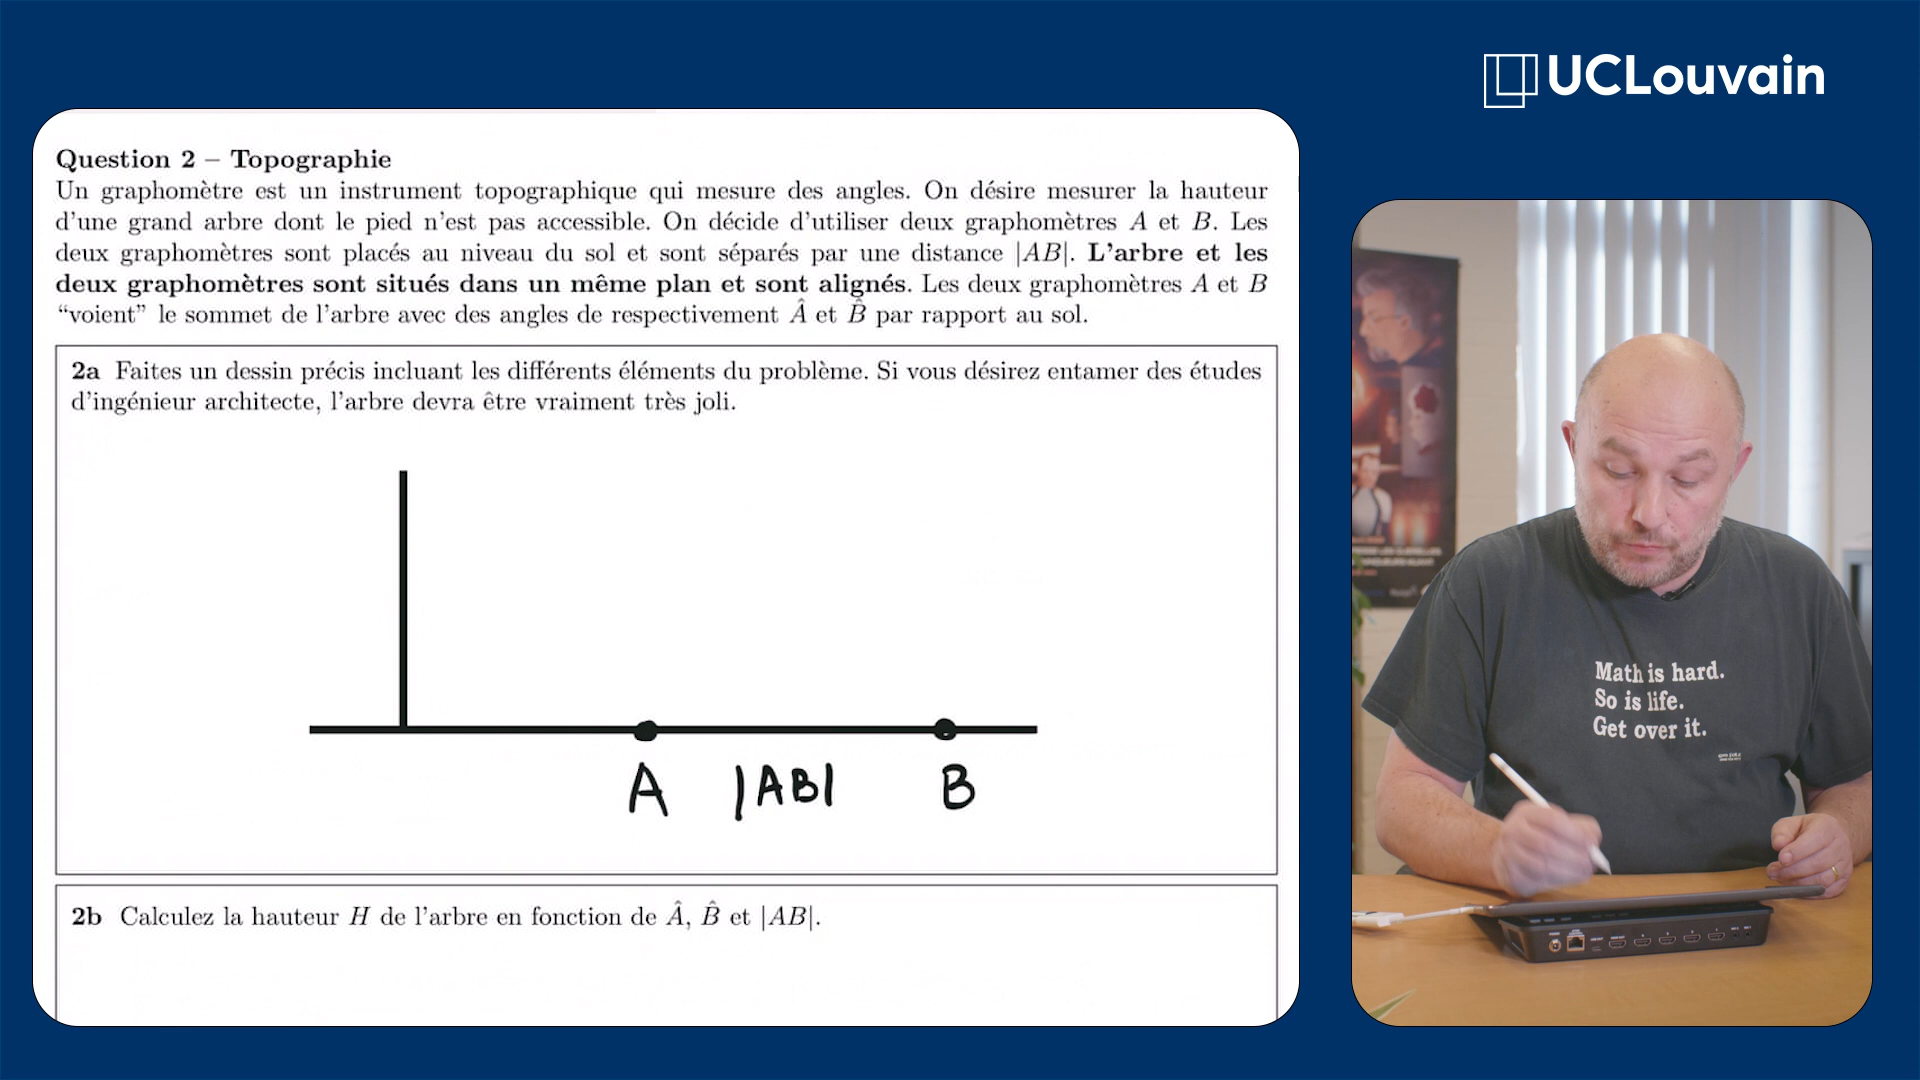 UCLouvain
Question 2 – Topographie
Un graphomètre est un instrument topographique qui mesure des angles. On désire mesurer la hauteur
d'une grand arbre dont le pied n'est pas accessible. On décide d'utiliser deux graphomètres A et B. Les
deux graphomètres sont placés au niveau du sol et sont séparés par une distance |AB|. L'arbre et les
deux graphomètres sont situés dans un même plan et sont alignés. Les deux graphomètres A et B
“voient” le sommet de l'arbre avec des angles de respectivement Â et B̂ par rapport au sol.
2a Faites un dessin précis incluant les différents éléments du problème. Si vous désirez entamer des études
d'ingénieur architecte, l'arbre devra être vraiment très joli.
A |AB| B
2b Calculez la hauteur H de l'arbre en fonction de Â, B̂ et |AB|.
Math is hard.
So is life.
Get over it.